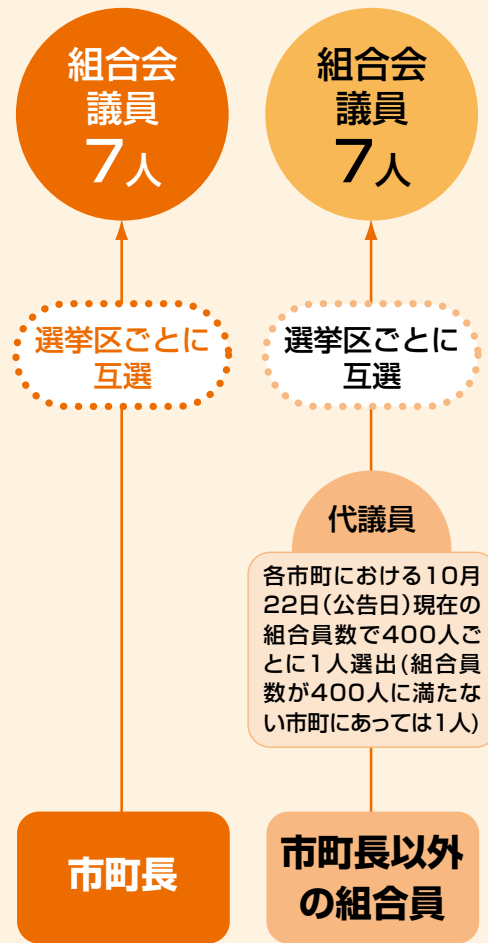 組合会
議員
7人
選挙区ごとに
互選
市町長
組合会
議員
7人
選挙区ごとに
互選
代議員
各市町における10月
22日(公告日)現在の
組合員数で400人ご
とに1人選出(組合員
数が400人に満たな
い市町にあっては1人)
市町長以外
の組合員